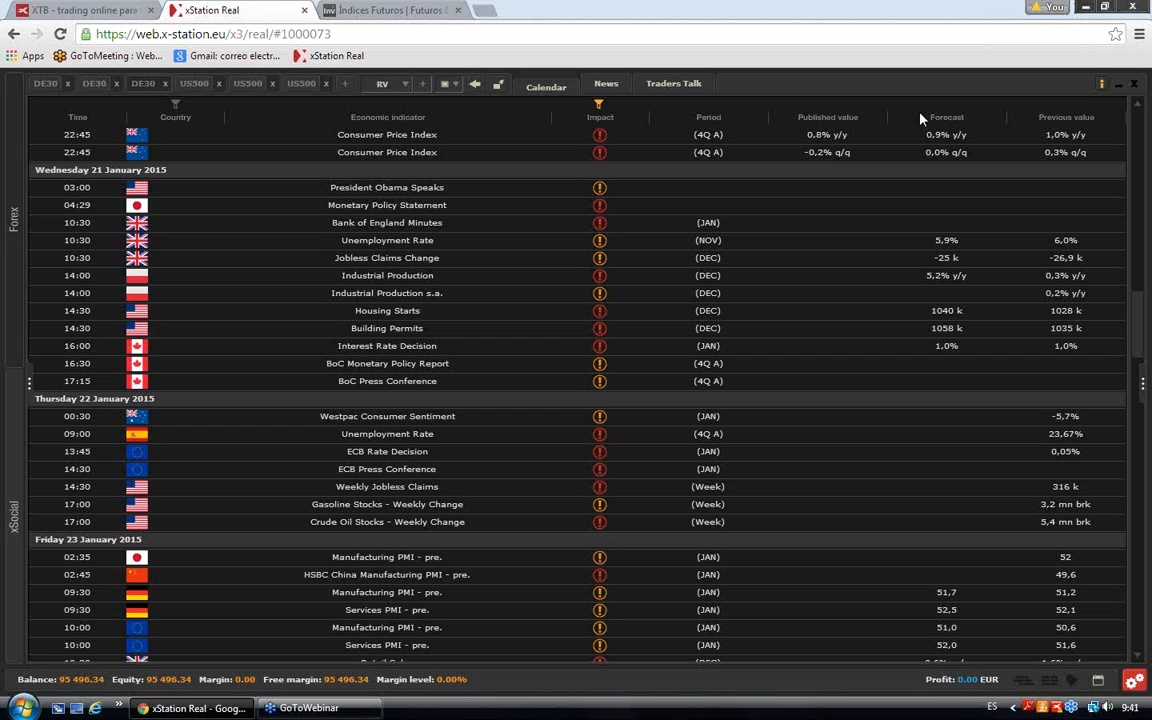 XTB - trading online para
xStation Real
Índices Futuros | Futuros
You
https://web.x-station.eu/x3/real/#1000073
Apps GoToMeeting : Web... Gmail: correo electr... xStation Real
DE30 DE30 DE30 US500 US500 US500 + RV + Calendar News Traders Talk
Time Country Economic indicator Impact Period Published value Forecast Previous value
22:45 Consumer Price Index (4Q A) 0,8% y/y 0,9% y/y 1,0% y/y
22:45 Consumer Price Index (4Q A) -0,2% q/q 0,0% q/q 0,3% q/q
Wednesday 21 January 2015
03:00 President Obama Speaks
04:29 Monetary Policy Statement
10:30 Bank of England Minutes (JAN)
10:30 Unemployment Rate (NOV) 5,9% 6,0%
10:30 Jobless Claims Change (DEC) -25 k -26,9 k
14:00 Industrial Production (DEC) 5,2% y/y 0,3% y/y
14:00 Industrial Production s.a. (DEC) 0,2% y/y
14:30 Housing Starts (DEC) 1040 k 1028 k
14:30 Building Permits (DEC) 1058 k 1035 k
16:00 Interest Rate Decision (JAN) 1,0% 1,0%
16:30 BoC Monetary Policy Report (4Q A)
17:15 BoC Press Conference (4Q A)
Thursday 22 January 2015
00:30 Westpac Consumer Sentiment (JAN) -5,7%
09:00 Unemployment Rate (4Q A) 23,67%
13:45 ECB Rate Decision (JAN) 0,05%
14:30 ECB Press Conference (JAN)
14:30 Weekly Jobless Claims (Week) 316 k
17:00 Gasoline Stocks - Weekly Change (Week) 3,2 mn brk
17:00 Crude Oil Stocks - Weekly Change (Week) 5,4 mn brk
Friday 23 January 2015
02:35 Manufacturing PMI - pre. (JAN) 52
02:45 HSBC China Manufacturing PMI - pre. (JAN) 49,6
09:30 Manufacturing PMI - pre. (JAN) 51,7 51,2
09:30 Services PMI - pre. (JAN) 52,5 52,1
10:00 Manufacturing PMI - pre. (JAN) 51,0 50,6
10:00 Services PMI - pre. (JAN) 52,0 51,6
Forex
xSocial
Balance: 95 496.34 Equity: 95 496.34 Margin: 0.00 Free margin: 95 496.34 Margin level: 0.00% Profit: 0.00 EUR
xStation Real - Goog... GoToWebinar ES 9:41